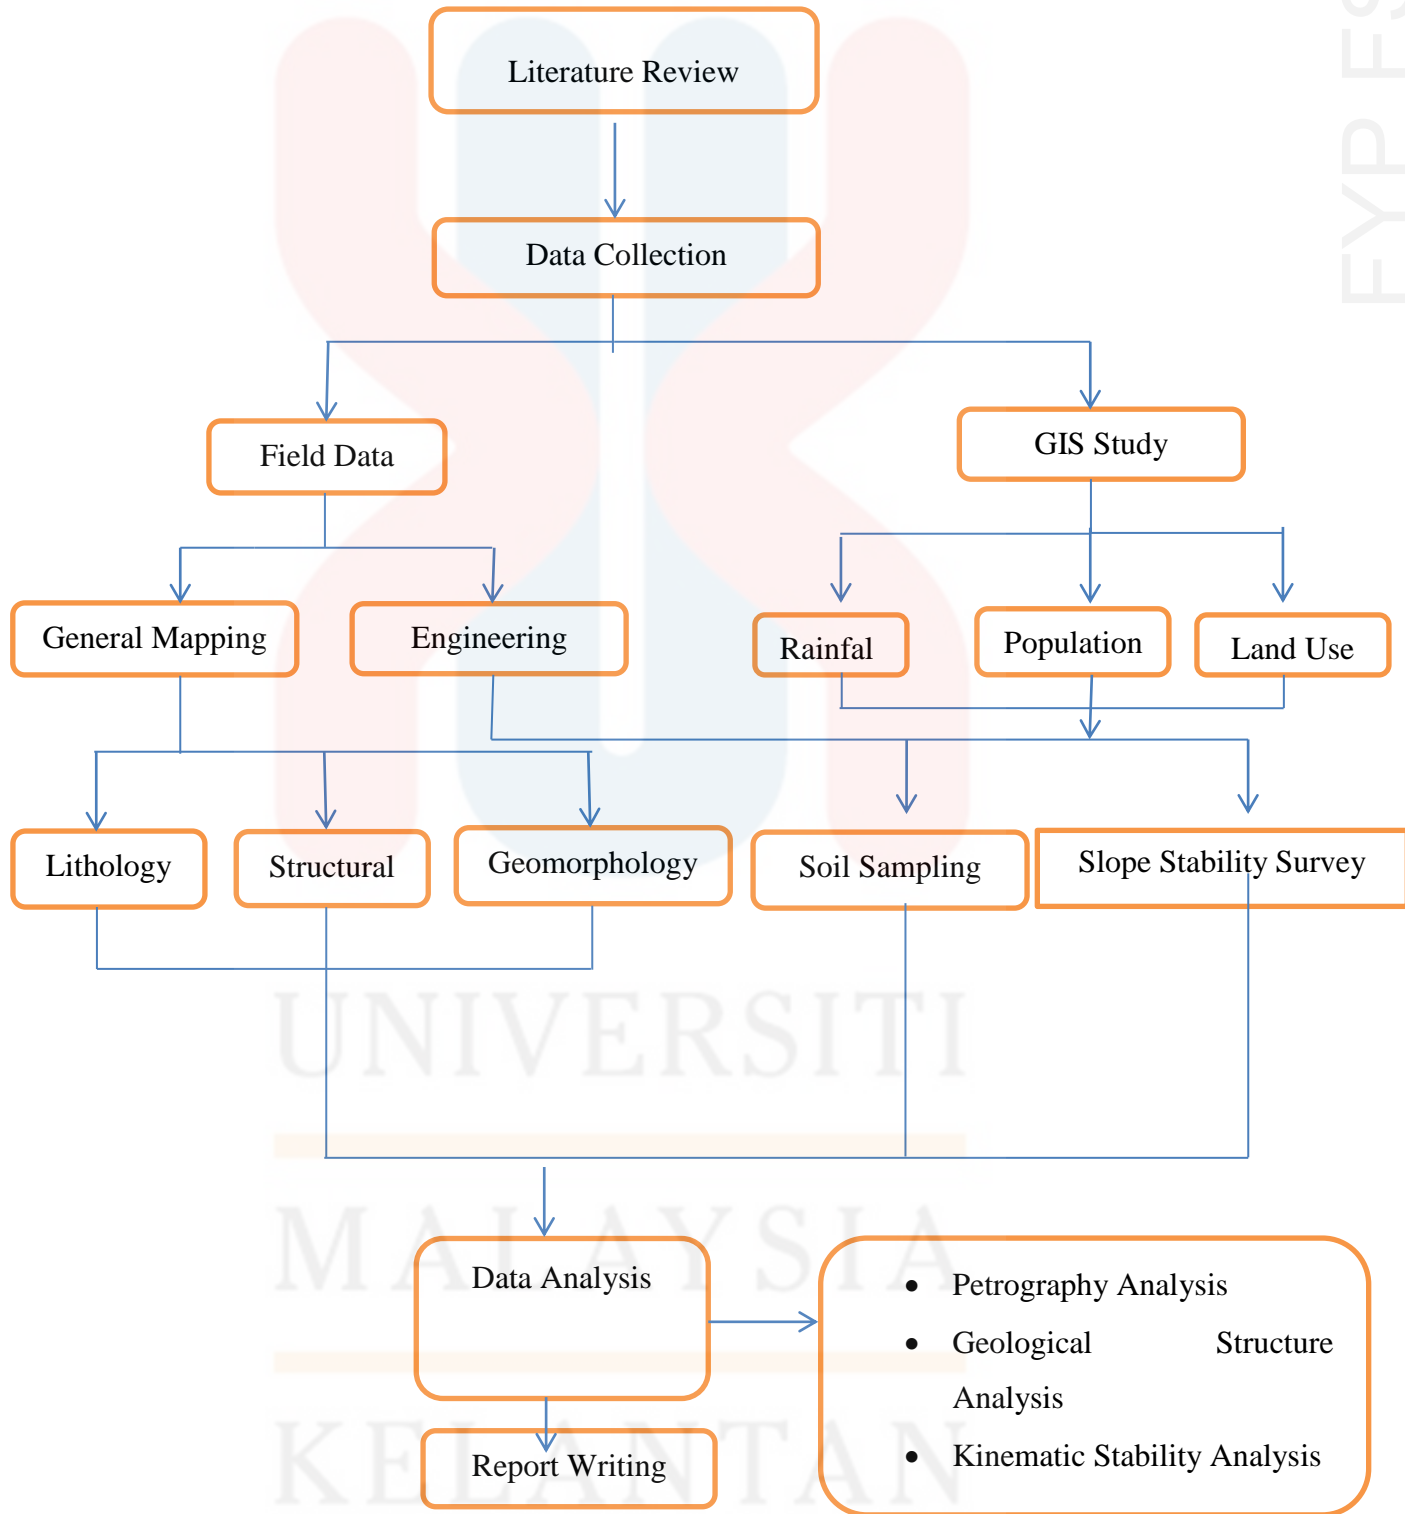 Literature Review
Data Collection
Field Data
GIS Study
General Mapping
Engineering
Rainfal
Population
Land Use
Lithology
Structural
Geomorphology
Soil Sampling
Slope Stability Survey
Data Analysis
• Petrography Analysis
• Geological Structure
Analysis
• Kinematic Stability Analysis
Report Writing
UNIVERSITI
MALAYSIA
KELANTAN
FYP FS